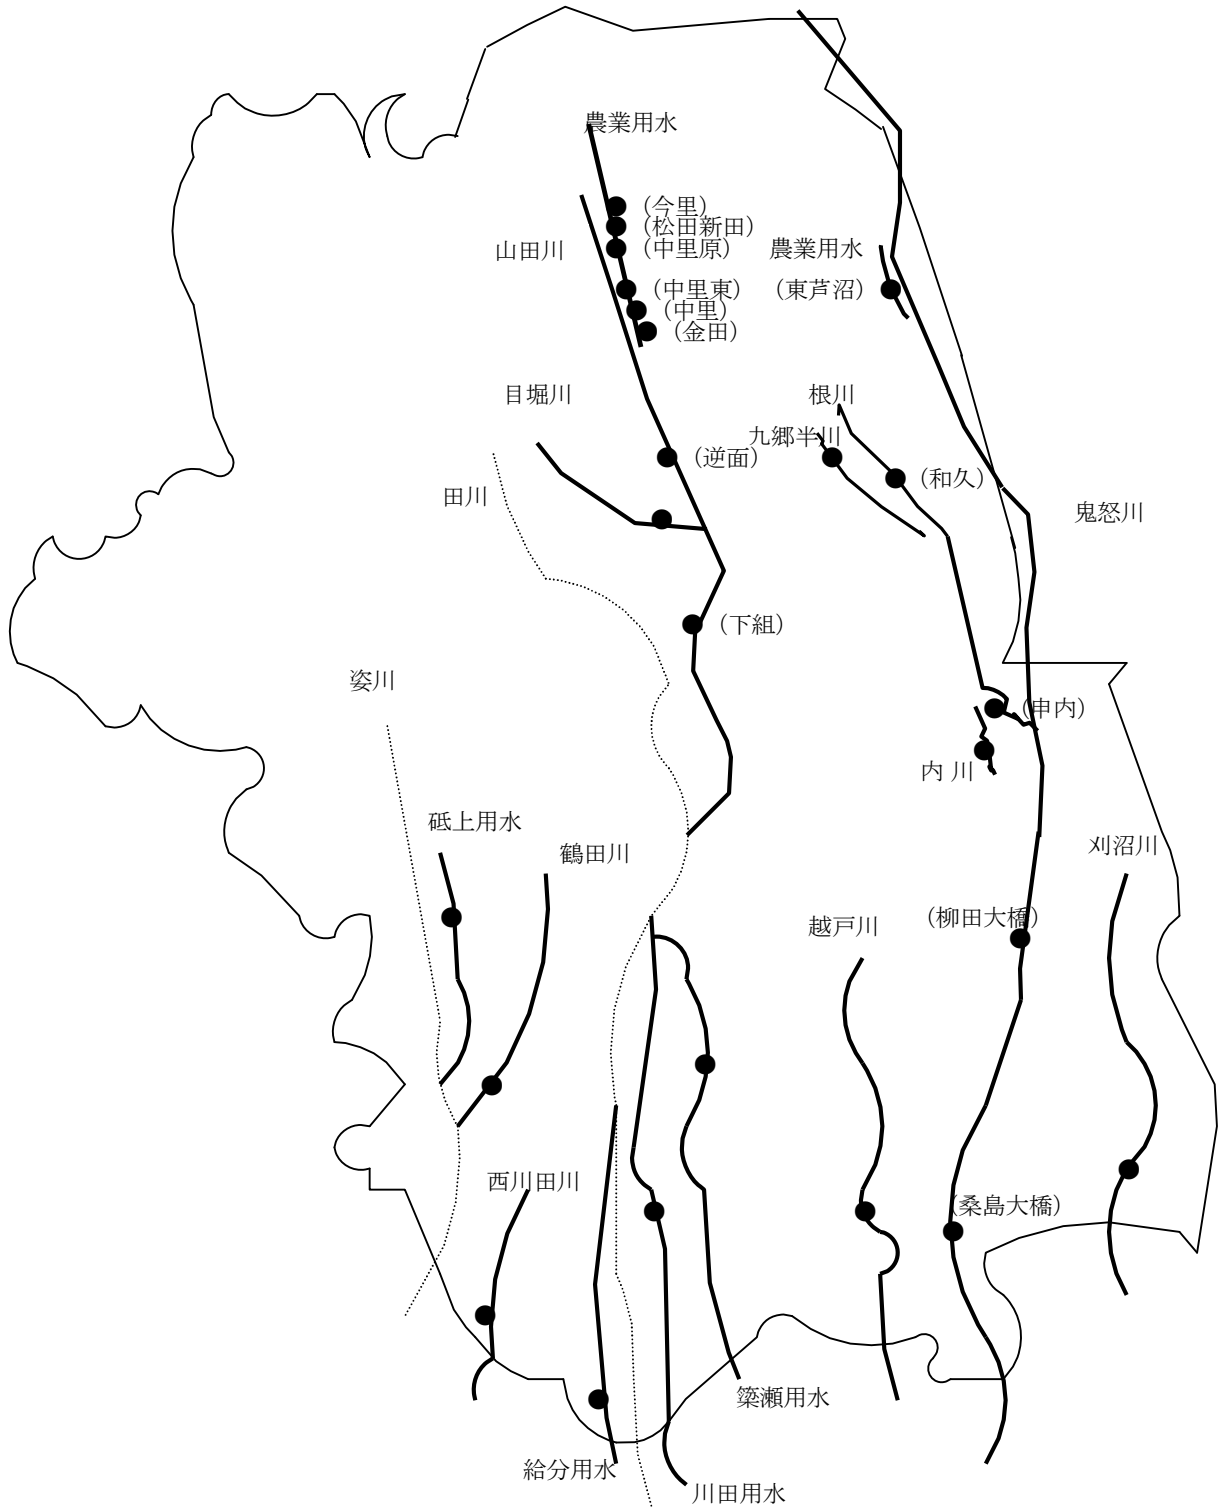 農業用水
（今里）
（松田新田）
山田川
（中里原）
農業用水
（中里東）
（東芦沼）
（中里）
（金田）
目堀川
根川
九郷半川
（逆面）
（和久）
田川
鬼怒川
（下組）
姿川
（申内）
内 川
砥上用水
鶴田川
刈沼川
（柳田大橋）
越戸川
西川田川
（桑島大橋）
簗瀬用水
給分用水
川田用水